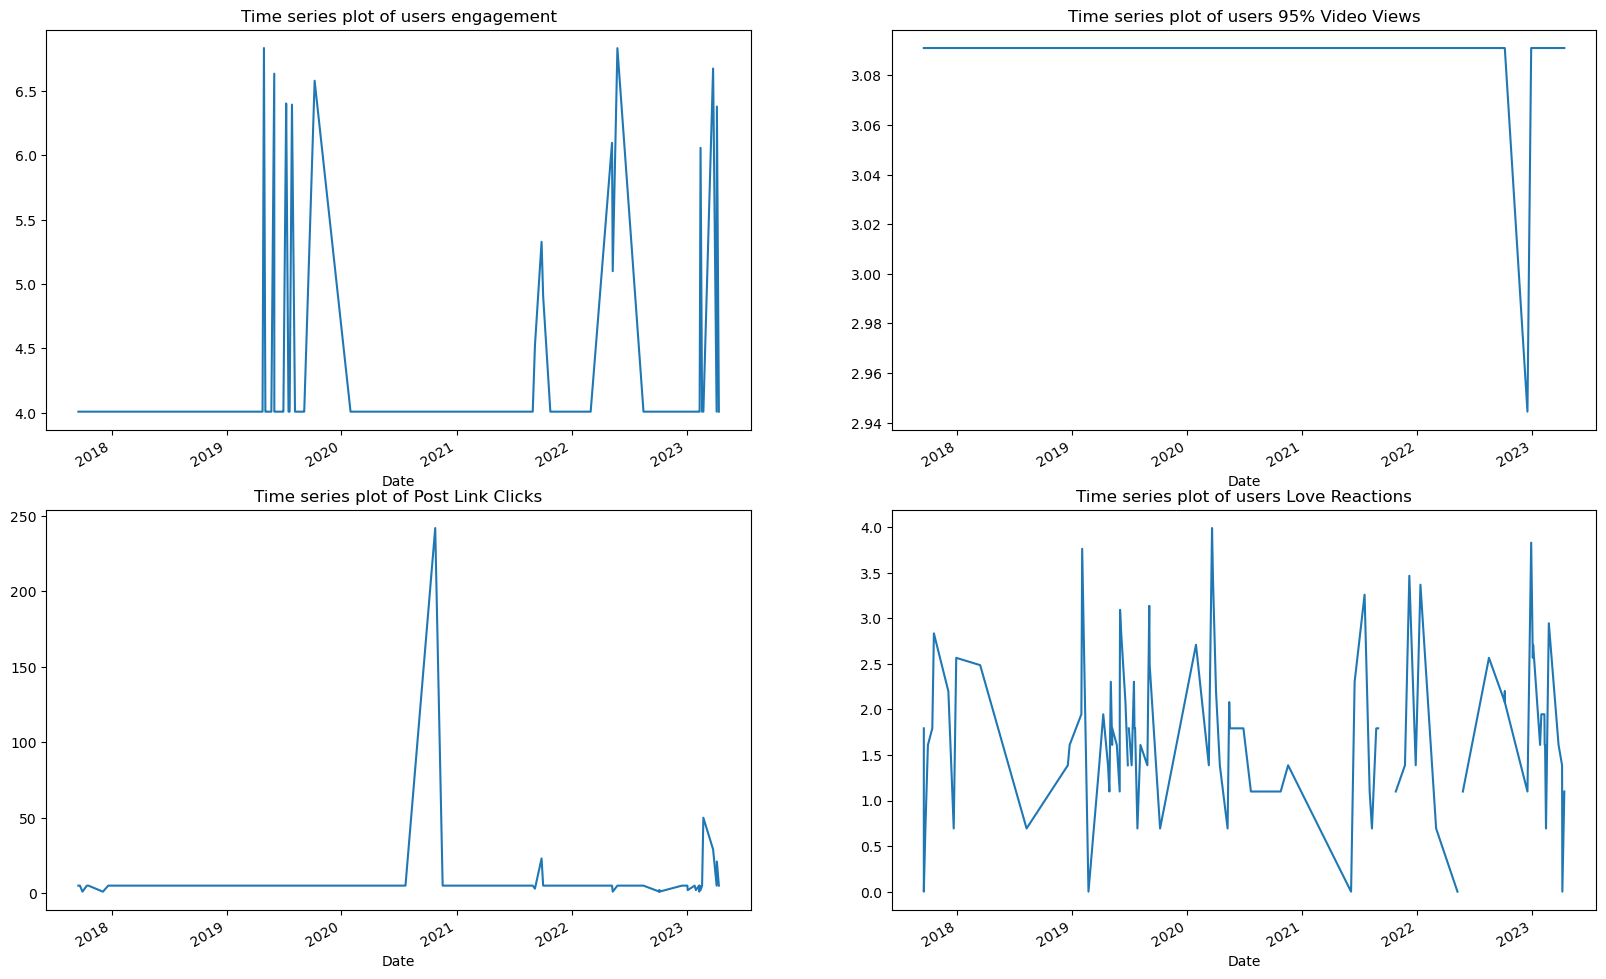 Time series plot of users engagement
6.5
6.0
5.5
5.0
4.5
4.0
2018 2019 2020 2021 2022 2023
Date
Time series plot of users 95% Video Views
3.08
3.06
3.04
3.02
3.00
2.98
2.96
2.94
2018 2019 2020 2021 2022 2023
Date
Time series plot of Post Link Clicks
250
200
150
100
50
0
2018 2019 2020 2021 2022 2023
Date
Time series plot of users Love Reactions
4.0
3.5
3.0
2.5
2.0
1.5
1.0
0.5
0.0
2018 2019 2020 2021 2022 2023
Date